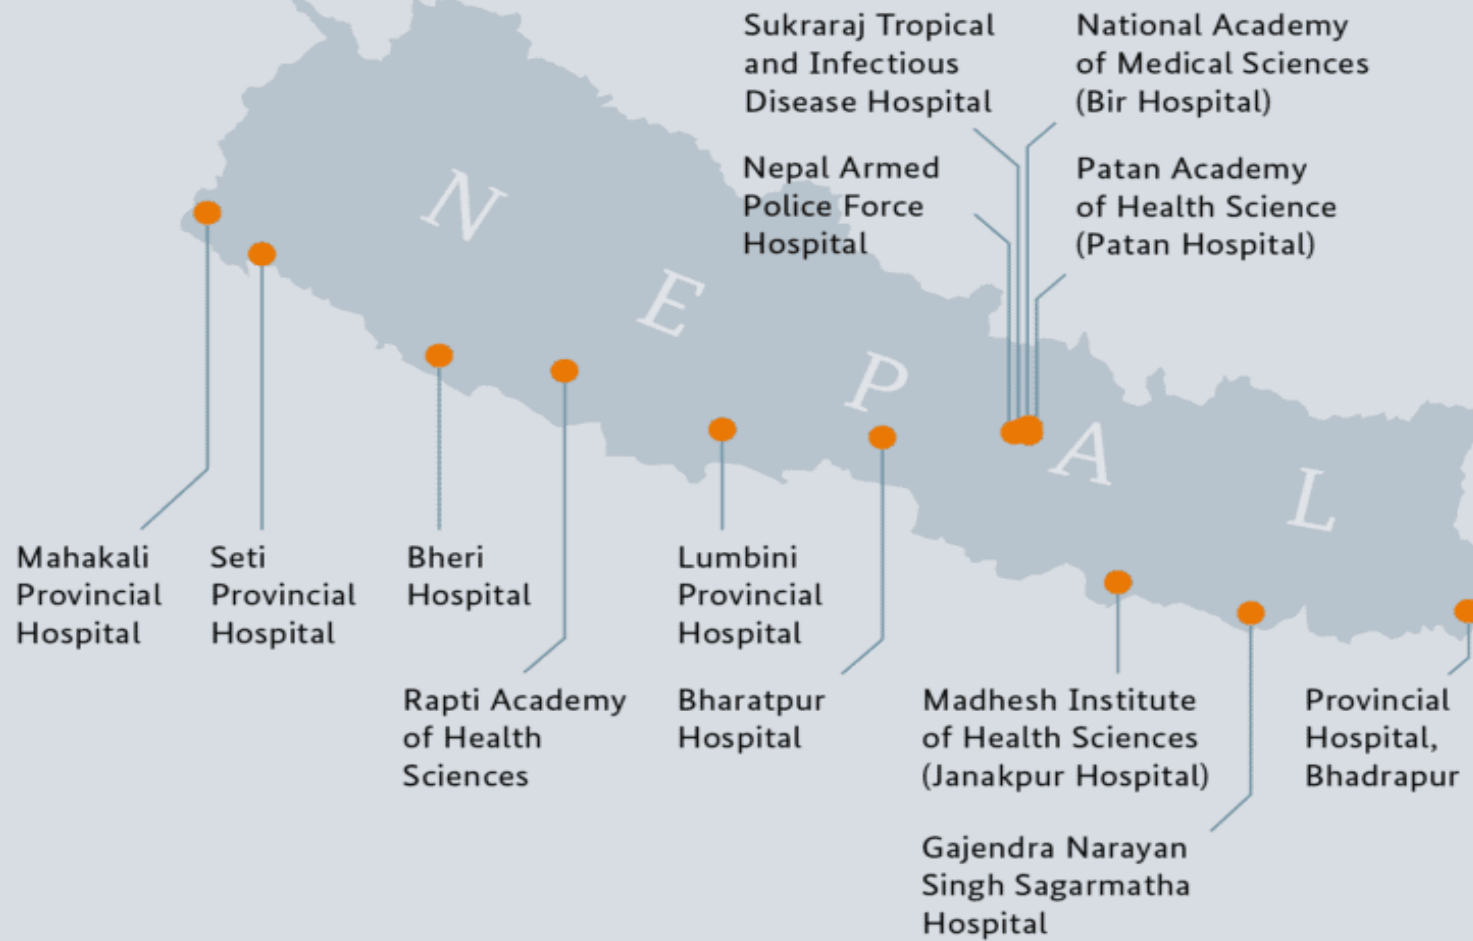 Sukraraj Tropical
and Infectious
Disease Hospital
National Academy
of Medical Sciences
(Bir Hospital)
Nepal Armed
Police Force
Hospital
Patan Academy
of Health Science
(Patan Hospital)
N E P A L
Mahakali
Provincial
Hospital
Seti
Provincial
Hospital
Bheri
Hospital
Lumbini
Provincial
Hospital
Rapti Academy
of Health
Sciences
Bharatpur
Hospital
Madhesh Institute
of Health Sciences
(Janakpur Hospital)
Provincial
Hospital,
Bhadrapur
Gajendra Narayan
Singh Sagarmatha
Hospital